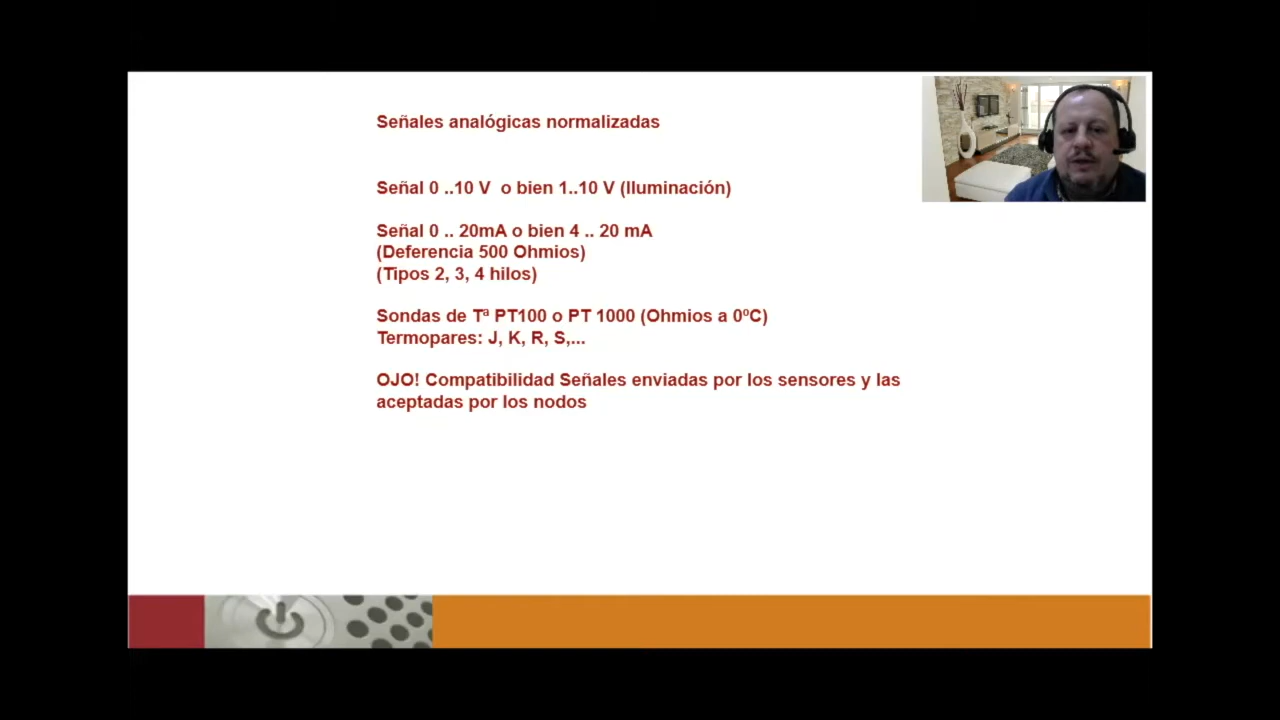 Señales analógicas normalizadas
Señal 0 ..10 V o bien 1..10 V (Iluminación)
Señal 0 .. 20mA o bien 4 .. 20 mA
(Deferencia 500 Ohmios)
(Tipos 2, 3, 4 hilos)
Sondas de Tª PT100 o PT 1000 (Ohmios a 0ºC)
Termopares: J, K, R, S,...
OJO! Compatibilidad Señales enviadas por los sensores y las
aceptadas por los nodos